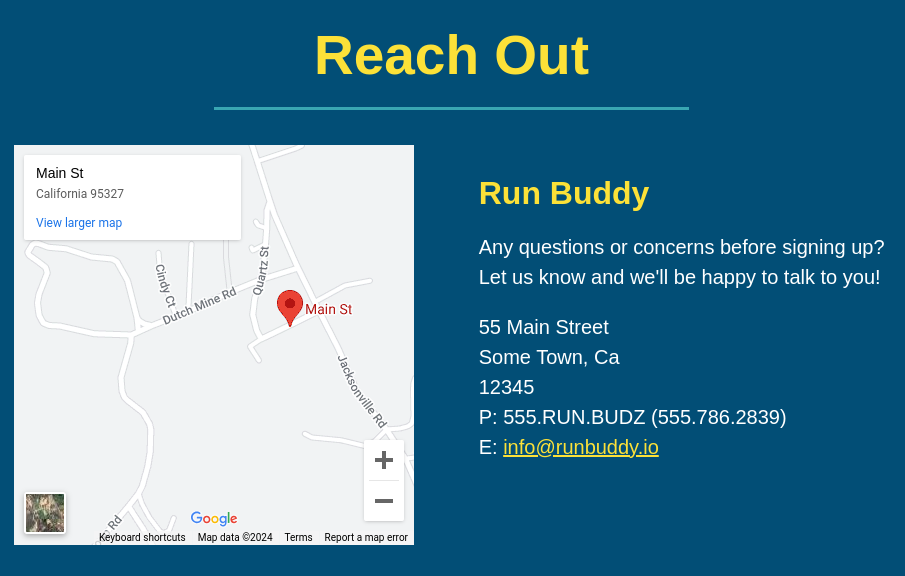 Reach Out
Main St
California 95327
View larger map
Cindy Ct
Dutch Mine Rd
Quartz St
Main St
Jacksonville Rd
Rd
Google
Keyboard shortcuts Map data ©2024 Terms Report a map error
Run Buddy
Any questions or concerns before signing up?
Let us know and we'll be happy to talk to you!
55 Main Street
Some Town, Ca
12345
P: 555.RUN.BUDZ (555.786.2839)
E: info@runbuddy.io